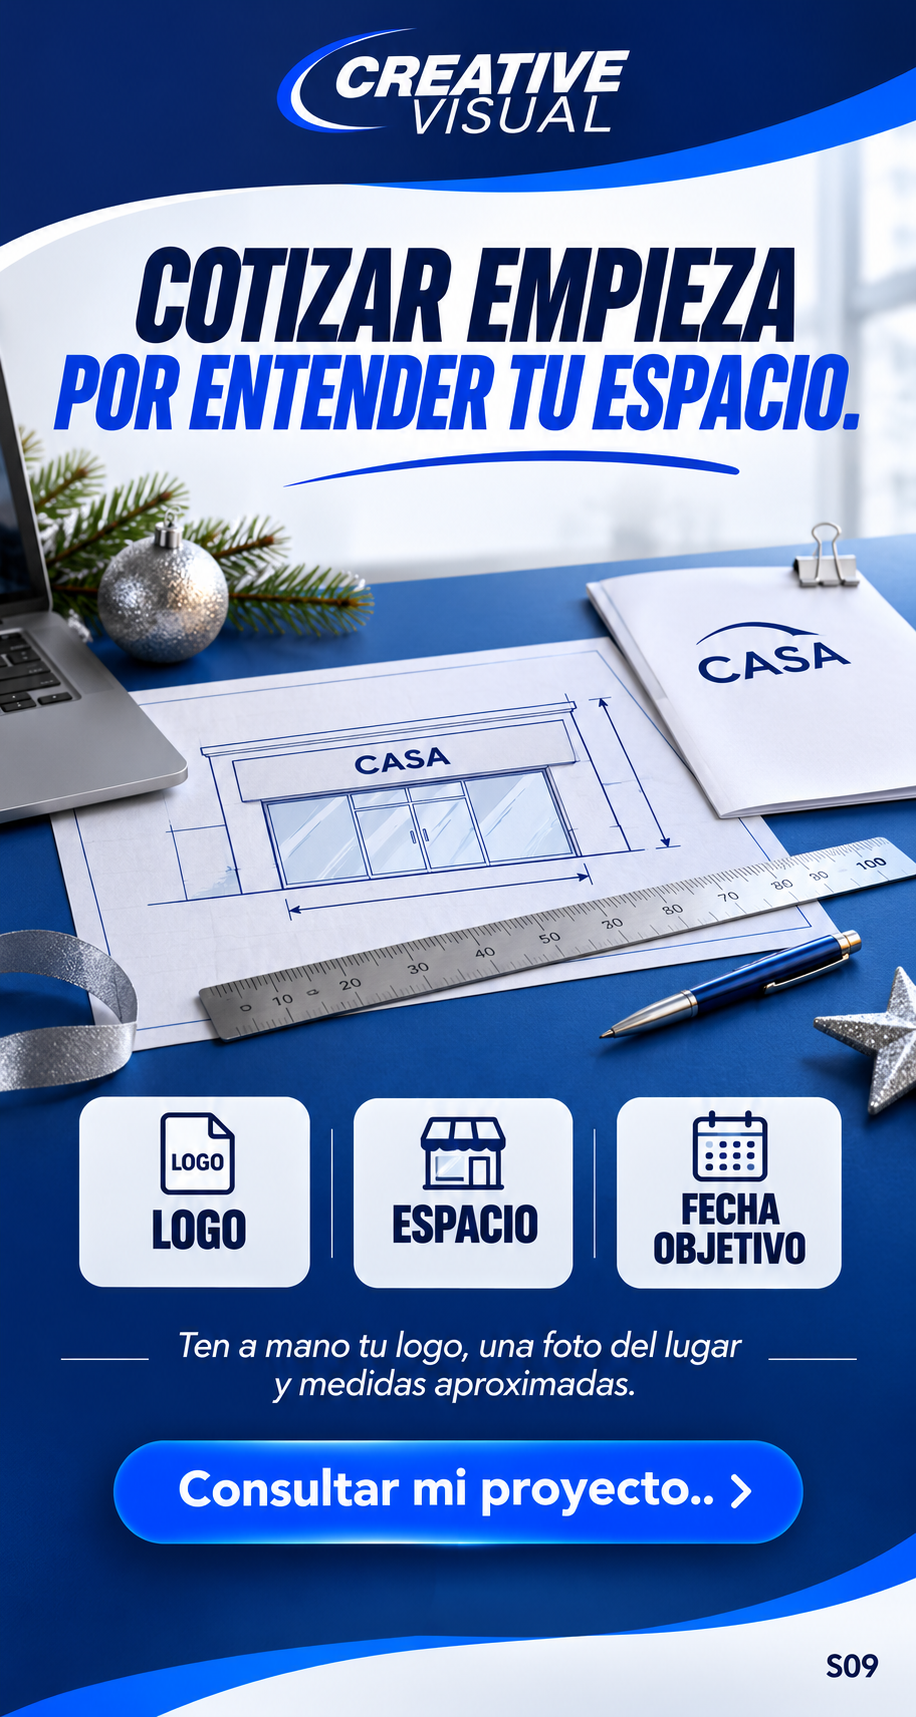 CREATIVE
VISUAL
COTIZAR EMPIEZA
POR ENTENDER TU ESPACIO.
CASA
CASA
0 10 20 30 40 50 30 80 70 80 90 100
LOGO
LOGO
ESPACIO
FECHA
OBJETIVO
Ten a mano tu logo, una foto del lugar
y medidas aproximadas.
Consultar mi proyecto.. >
S09